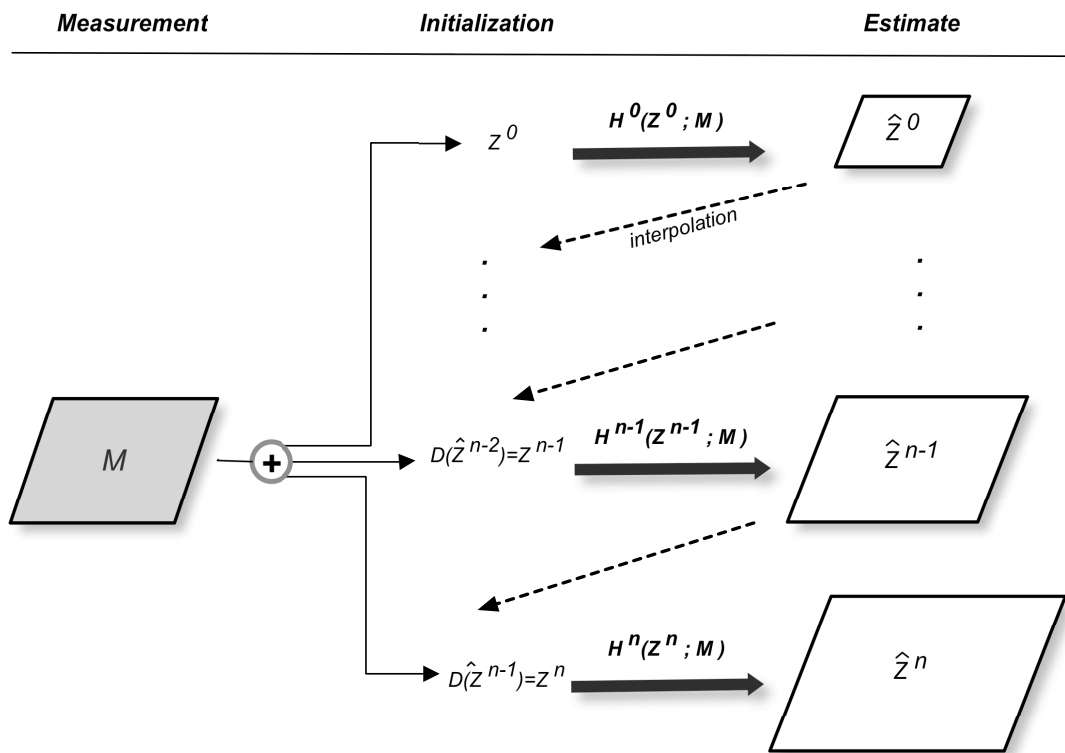 Measurement Initialization Estimate
Z⁰ H⁰(Z⁰ ; M) Ẑ⁰
interpolation
M + D(Ẑⁿ⁻²)=Zⁿ⁻¹ Hⁿ⁻¹(Zⁿ⁻¹ ; M) Ẑⁿ⁻¹
D(Ẑⁿ⁻¹)=Zⁿ Hⁿ(Zⁿ ; M) Ẑⁿ